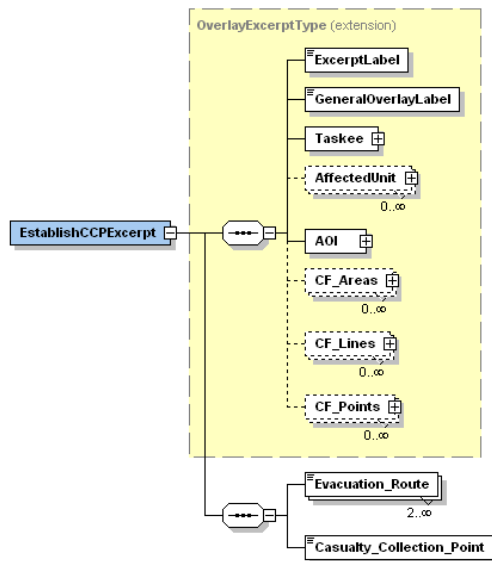 OverlayExcerptType (extension)
ExcerptLabel
GeneralOverlayLabel
Taskee
AffectedUnit
0..∞
EstablishCCPExcerpt
AOI
CF_Areas
0..∞
CF_Lines
0..∞
CF_Points
0..∞
Evacuation_Route
2..∞
Casualty_Collection_Point